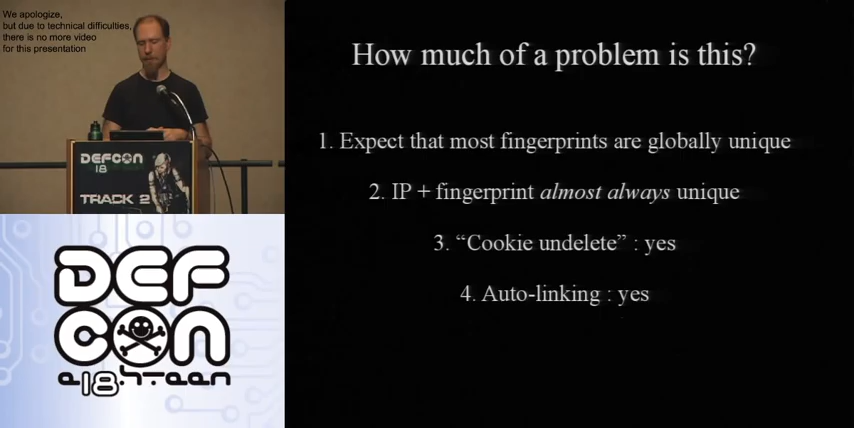 We apologize,
but due to technical difficulties,
there is no more video
for this presentation
DEFCON
18
TRACK 2
DEF
CON
e18hteen
How much of a problem is this?
1. Expect that most fingerprints are globally unique
2. IP + fingerprint almost always unique
3. “Cookie undelete” : yes
4. Auto-linking : yes